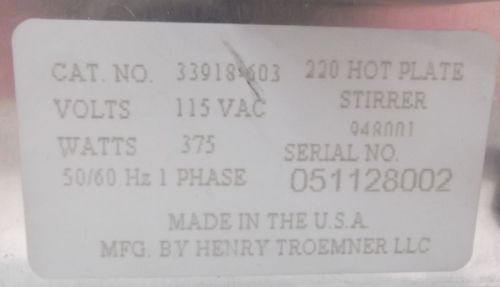 CAT. NO. 33918-603 220 HOT PLATE
VOLTS 115 VAC STIRRER
948001
WATTS 375 SERIAL NO.
50/60 Hz 1 PHASE 051128002
MADE IN THE U.S.A.
MFG. BY HENRY TROEMNER LLC